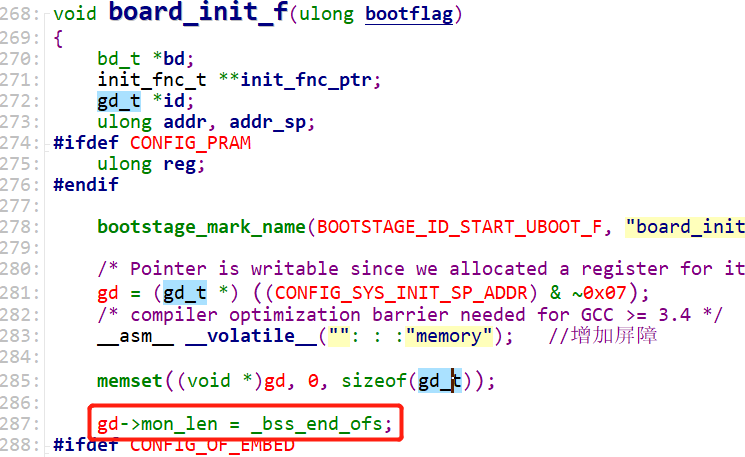 268: void board_init_f(ulong bootflag)
269: {
270: bd_t *bd;
271: init_fnc_t **init_fnc_ptr;
272: gd_t *id;
273: ulong addr, addr_sp;
274: #ifdef CONFIG_PRAM
275: ulong reg;
276: #endif
277:
278: bootstage_mark_name(BOOTSTAGE_ID_START_UBOOT_F, "board_init
279:
280: /* Pointer is writable since we allocated a register for it
281: gd = (gd_t *) ((CONFIG_SYS_INIT_SP_ADDR) & ~0x07);
282: /* compiler optimization barrier needed for GCC >= 3.4 */
283: __asm__ __volatile__("": : :"memory"); //增加屏障
284:
285: memset((void *)gd, 0, sizeof(gd_t));
286:
287: gd->mon_len = _bss_end_ofs;
288: #ifdef CONFIG_OF_EMBED